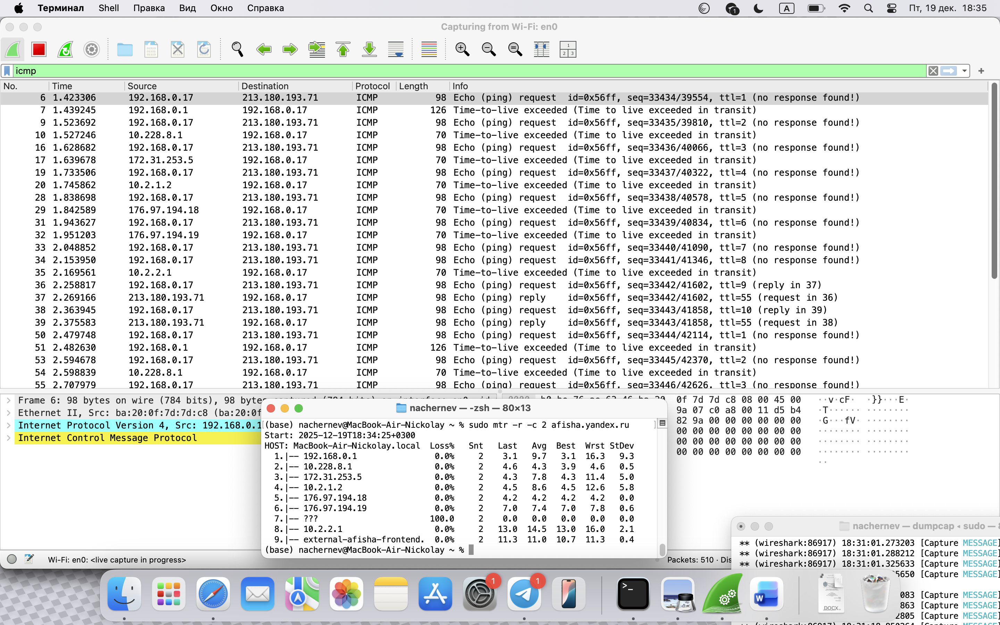 Терминал Shell Правка Вид Окно Справка 1 A Пт, 19 дек. 18:35
Capturing from Wi-Fi: en0
icmp
No. Time Source Destination Protocol Length Info
6 1.423306 192.168.0.17 213.180.193.71 ICMP 98 Echo (ping) request id=0x56ff, seq=33434/39554, ttl=1 (no response found!)
7 1.439245 192.168.0.1 192.168.0.17 ICMP 126 Time-to-live exceeded (Time to live exceeded in transit)
9 1.523692 192.168.0.17 213.180.193.71 ICMP 98 Echo (ping) request id=0x56ff, seq=33435/39810, ttl=2 (no response found!)
10 1.527246 10.228.8.1 192.168.0.17 ICMP 70 Time-to-live exceeded (Time to live exceeded in transit)
16 1.628682 192.168.0.17 213.180.193.71 ICMP 98 Echo (ping) request id=0x56ff, seq=33436/40066, ttl=3 (no response found!)
17 1.639678 172.31.253.5 192.168.0.17 ICMP 70 Time-to-live exceeded (Time to live exceeded in transit)
19 1.733506 192.168.0.17 213.180.193.71 ICMP 98 Echo (ping) request id=0x56ff, seq=33437/40322, ttl=4 (no response found!)
20 1.745862 10.2.1.2 192.168.0.17 ICMP 70 Time-to-live exceeded (Time to live exceeded in transit)
28 1.838698 192.168.0.17 213.180.193.71 ICMP 98 Echo (ping) request id=0x56ff, seq=33438/40578, ttl=5 (no response found!)
29 1.842589 176.97.194.18 192.168.0.17 ICMP 70 Time-to-live exceeded (Time to live exceeded in transit)
31 1.943627 192.168.0.17 213.180.193.71 ICMP 98 Echo (ping) request id=0x56ff, seq=33439/40834, ttl=6 (no response found!)
32 1.951203 176.97.194.19 192.168.0.17 ICMP 70 Time-to-live exceeded (Time to live exceeded in transit)
33 2.048852 192.168.0.17 213.180.193.71 ICMP 98 Echo (ping) request id=0x56ff, seq=33440/41090, ttl=7 (no response found!)
34 2.153950 192.168.0.17 213.180.193.71 ICMP 98 Echo (ping) request id=0x56ff, seq=33441/41346, ttl=8 (no response found!)
35 2.169561 10.2.2.1 192.168.0.17 ICMP 70 Time-to-live exceeded (Time to live exceeded in transit)
36 2.258817 192.168.0.17 213.180.193.71 ICMP 98 Echo (ping) request id=0x56ff, seq=33442/41602, ttl=9 (reply in 37)
37 2.269166 213.180.193.71 192.168.0.17 ICMP 98 Echo (ping) reply id=0x56ff, seq=33442/41602, ttl=55 (request in 36)
38 2.363945 192.168.0.17 213.180.193.71 ICMP 98 Echo (ping) request id=0x56ff, seq=33443/41858, ttl=10 (reply in 39)
39 2.375583 213.180.193.71 192.168.0.17 ICMP 98 Echo (ping) reply id=0x56ff, seq=33443/41858, ttl=55 (request in 38)
50 2.479748 192.168.0.17 213.180.193.71 ICMP 98 Echo (ping) request id=0x56ff, seq=33444/42114, ttl=1 (no response found!)
51 2.482630 192.168.0.1 192.168.0.17 ICMP 126 Time-to-live exceeded (Time to live exceeded in transit)
53 2.594678 192.168.0.17 213.180.193.71 ICMP 98 Echo (ping) request id=0x56ff, seq=33445/42370, ttl=2 (no response found!)
54 2.598839 10.228.8.1 192.168.0.17 ICMP 70 Time-to-live exceeded (Time to live exceeded in transit)
55 2.707979 192.168.0.17 213.180.193.71 ICMP 98 Echo (ping) request id=0x56ff, seq=33446/42626, ttl=3 (no response found!)
Frame 6: 98 bytes on wire (784 bits), 98 bytes
Ethernet II, Src: ba:20:0f:7d:7d:c8 (ba:20:0f
Internet Protocol Version 4, Src: 192.168.0.1
Internet Control Message Protocol
0f 7d 7d c8 08 00 45 00 ··v·cF· ·}}···E·
9a 07 c0 a8 00 11 d5 b4 ·T······ ········
82 9a 00 00 00 00 00 00 ·G···fV· ········
00 00 00 00 00 00 00 00 ········ ········
00 00 00 00 00 00 00 00 ········ ········
00 00 00 00 00 00 00 00 ········ ········
··
nachernev — -zsh — 80×13
(base) nachernev@MacBook-Air-Nickolay ~ % sudo mtr -r -c 2 afisha.yandex.ru
Start: 2025-12-19T18:34:25+0300
HOST: MacBook-Air-Nickolay.local Loss% Snt Last Avg Best Wrst StDev
1.|-- 192.168.0.1 0.0% 2 3.1 9.7 3.1 16.3 9.3
2.|-- 10.228.8.1 0.0% 2 4.6 4.3 3.9 4.6 0.5
3.|-- 172.31.253.5 0.0% 2 4.3 7.8 4.3 11.4 5.0
4.|-- 10.2.1.2 0.0% 2 4.5 8.6 4.5 12.6 5.8
5.|-- 176.97.194.18 0.0% 2 4.2 4.2 4.2 4.2 0.0
6.|-- 176.97.194.19 0.0% 2 7.0 7.4 7.0 7.8 0.6
7.|-- ??? 100.0 2 0.0 0.0 0.0 0.0 0.0
8.|-- 10.2.2.1 0.0% 2 13.0 14.5 13.0 16.0 2.1
9.|-- external-afisha-frontend. 0.0% 2 11.3 11.0 10.7 11.3 0.4
(base) nachernev@MacBook-Air-Nickolay ~ %
nachernev — dumpcap ◂ sudo —
** (wireshark:86917) 18:31:01.273203 [Capture MESSAGE]
** (wireshark:86917) 18:31:01.288212 [Capture MESSAGE]
** (wireshark:86917) 18:31:01.325633 [Capture MESSAGE]
5650 [Capture MESSAGE]
083 [Capture MESSAGE]
863 [Capture MESSAGE]
2805 [Capture MESSAGE]
Wi-Fi: en0: <live capture in progress>
Packets: 510 · Dis
1
1
>_
W
DOCX